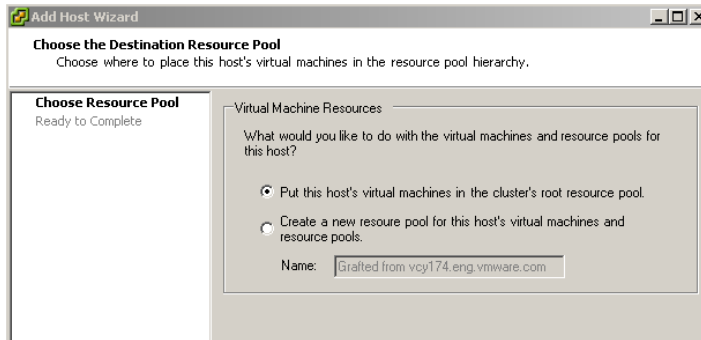 Add Host Wizard
Choose the Destination Resource Pool
Choose where to place this host's virtual machines in the resource pool hierarchy.
Choose Resource Pool
Ready to Complete
Virtual Machine Resources
What would you like to do with the virtual machines and resource pools for
this host?
Put this host's virtual machines in the cluster's root resource pool.
Create a new resoure pool for this host's virtual machines and
resource pools.
Name: Grafted from vcy174.eng.vmware.com